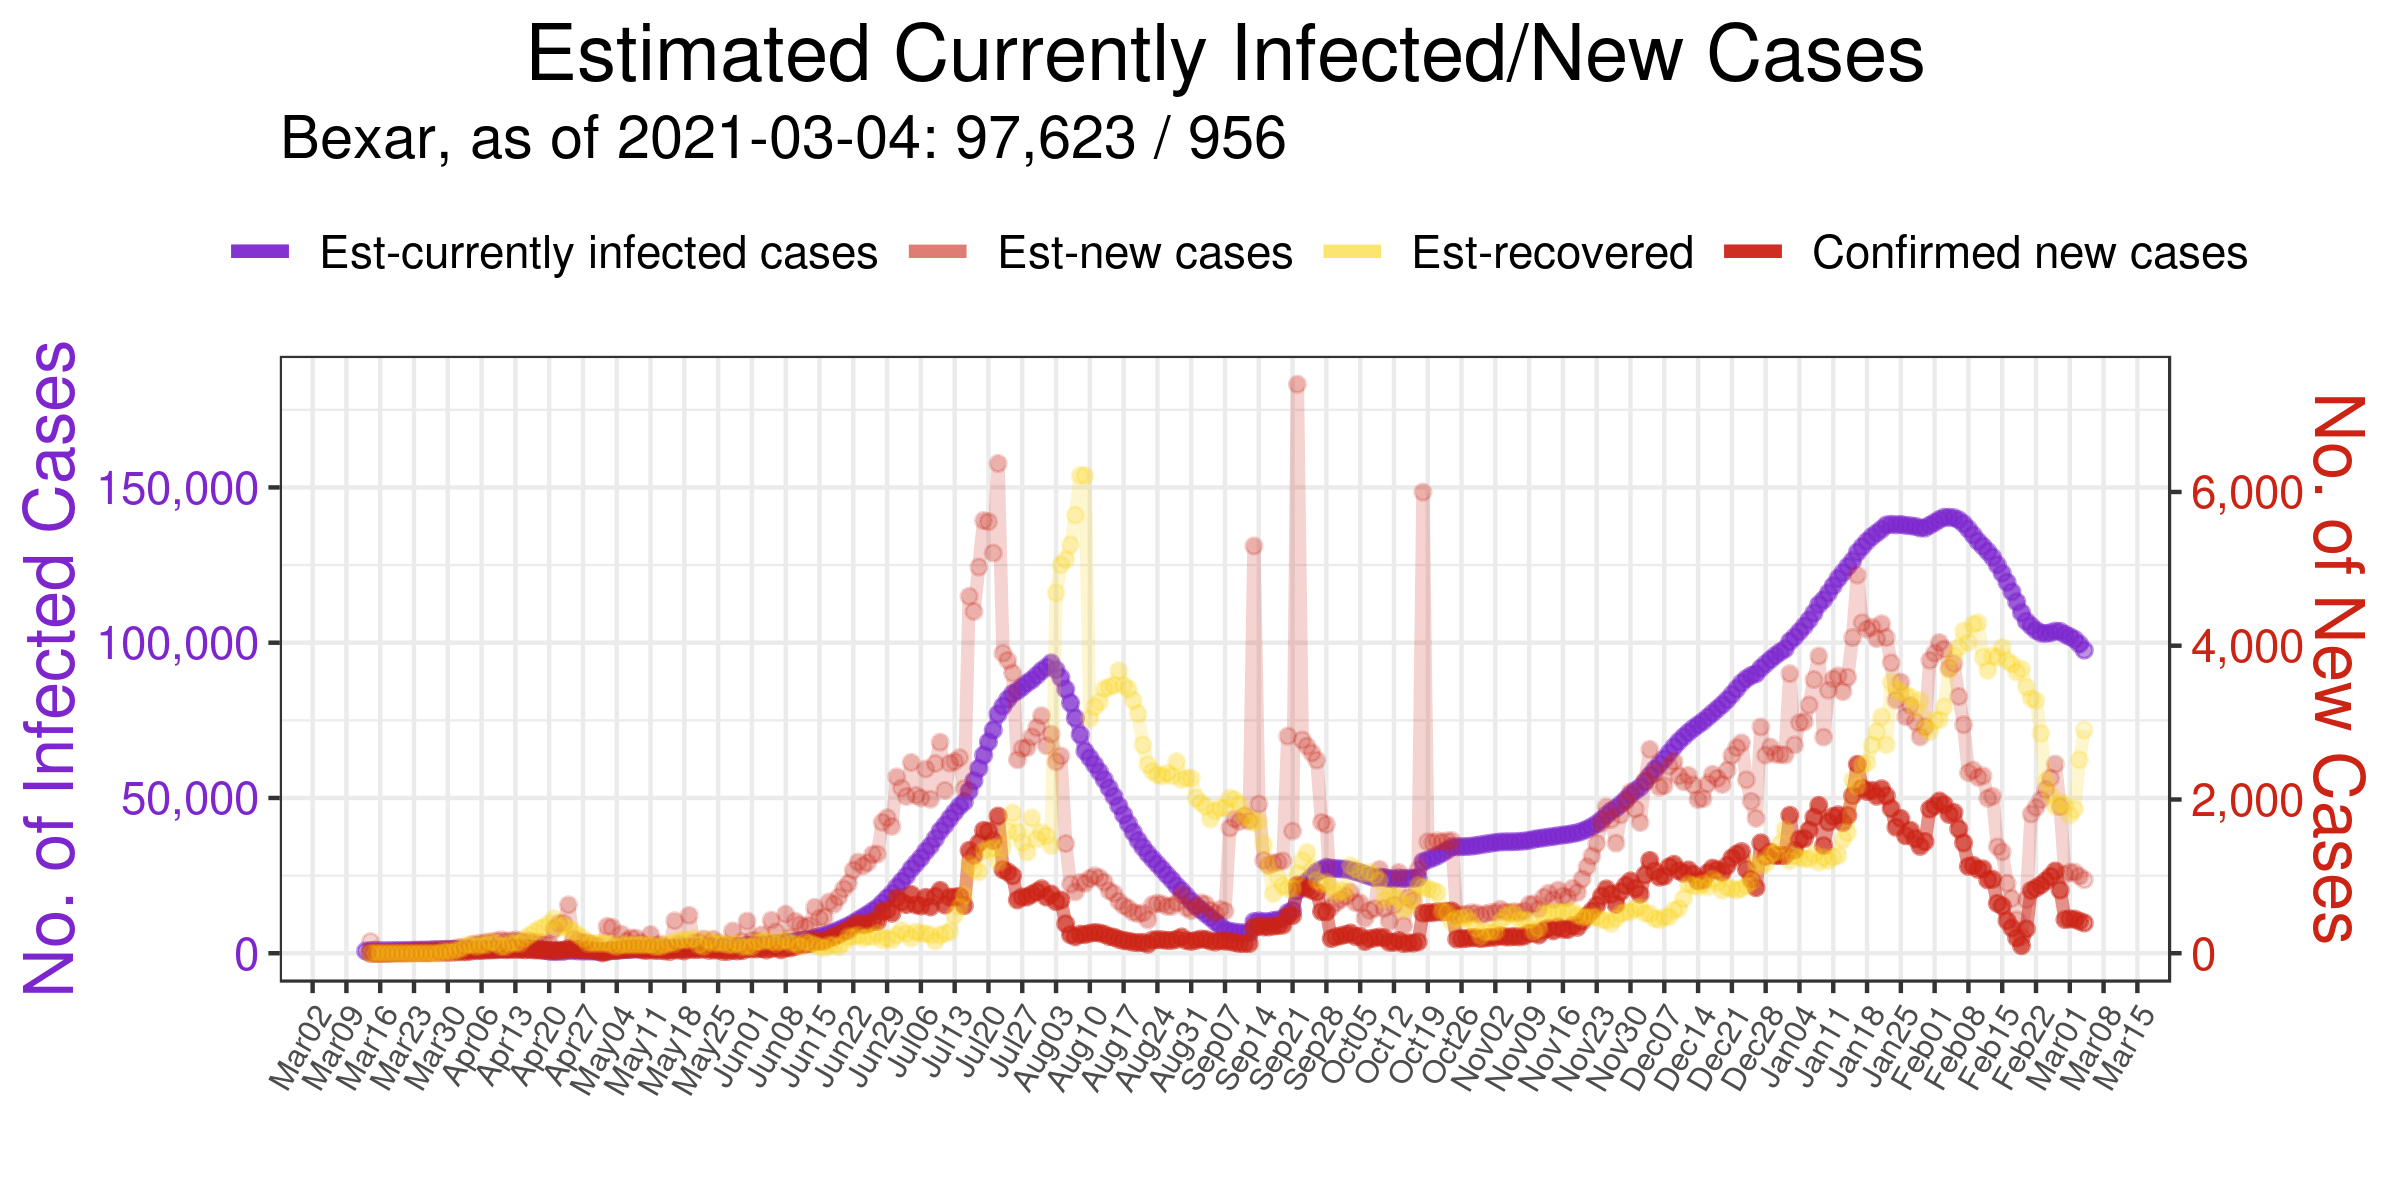 Estimated Currently Infected/New Cases
Bexar, as of 2021-03-04: 97,623 / 956
Est-currently infected cases Est-new cases Est-recovered Confirmed new cases
No. of Infected Cases
150,000
100,000
50,000
0
6,000
4,000
2,000
0
No. of New Cases
Mar02 Mar09 Mar16 Mar23 Mar30 Apr06 Apr13 Apr20 Apr27 May04 May11 May18 May25 Jun01 Jun08 Jun15 Jun22 Jun29 Jul06 Jul13 Jul20 Jul27 Aug03 Aug10 Aug17 Aug24 Aug31 Sep07 Sep14 Sep21 Sep28 Oct05 Oct12 Oct19 Oct26 Nov02 Nov09 Nov16 Nov23 Nov30 Dec07 Dec14 Dec21 Dec28 Jan04 Jan11 Jan18 Jan25 Feb01 Feb08 Feb15 Feb22 Mar01 Mar08 Mar15